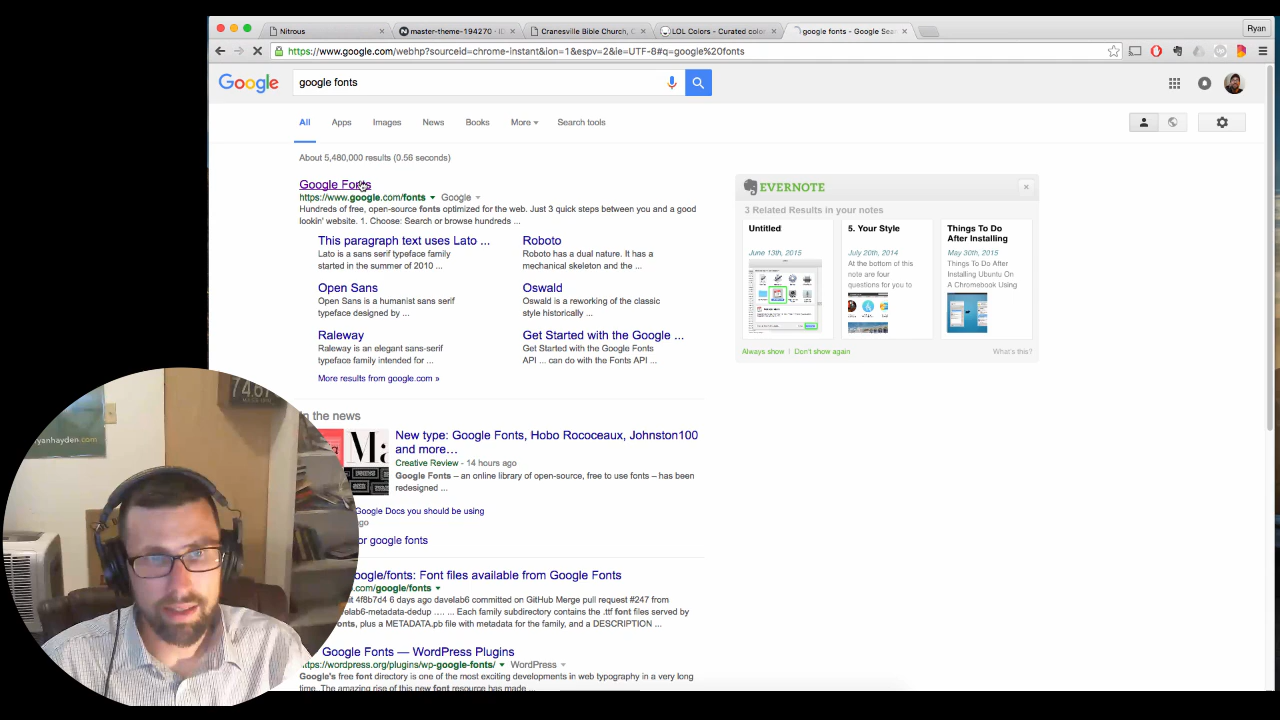 Nitrous
master-theme-194270 - ID
Cranesville Bible Church, C
LOL Colors - Curated color
google fonts - Google Sea
Ryan
https://www.google.com/webhp?sourceid=chrome-instant&ion=1&espv=2&ie=UTF-8#q=google%20fonts
Google
google fonts
All
Apps
Images
News
Books
More
Search tools
About 5,480,000 results (0.56 seconds)
Google Fonts
https://www.google.com/fonts
Google
Hundreds of free, open-source fonts optimized for the web. Just 3 quick steps between you and a good
lookin' website. 1. Choose: Search or browse hundreds ...
This paragraph text uses Lato ...
Lato is a sans serif typeface family
started in the summer of 2010 ...
Roboto
Roboto has a dual nature. It has a
mechanical skeleton and the ...
Open Sans
Open Sans is a humanist sans serif
typeface designed by ...
Oswald
Oswald is a reworking of the classic
style historically ...
Raleway
Raleway is an elegant sans-serif
typeface family intended for ...
Get Started with the Google ...
Get Started with the Google Fonts
API ... can do with the Fonts API ...
More results from google.com »
EVERNOTE
3 Related Results in your notes
Untitled
June 13th, 2015
5. Your Style
July 20th, 2014
At the bottom of this
note are four
questions for you to
Things To Do
After Installing
May 30th, 2015
Things To Do After
Installing Ubuntu On
A Chromebook Using
Always show
Don't show again
What's this?
In the news
New type: Google Fonts, Hobo Rococeaux, Johnston100
and more…
Creative Review - 14 hours ago
Google Fonts – an online library of open-source, free to use fonts – has been
redesigned ...
Google Docs you should be using
ago
or google fonts
oogle/fonts: Font files available from Google Fonts
.com/google/fonts
t 4f8b7d4 6 days ago davelab6 committed on GitHub Merge pull request #247 from
velab6-metadata-dedup .... ... Each family subdirectory contains the .ttf font files served by
onts, plus a METADATA.pb file with metadata for the family, and a DESCRIPTION ...
Google Fonts — WordPress Plugins
https://wordpress.org/plugins/wp-google-fonts/
WordPress
Google's free font directory is one of the most exciting developments in web typography in a very long
time. The amazing rise of this new font resource has made ...
ryanhayden.com